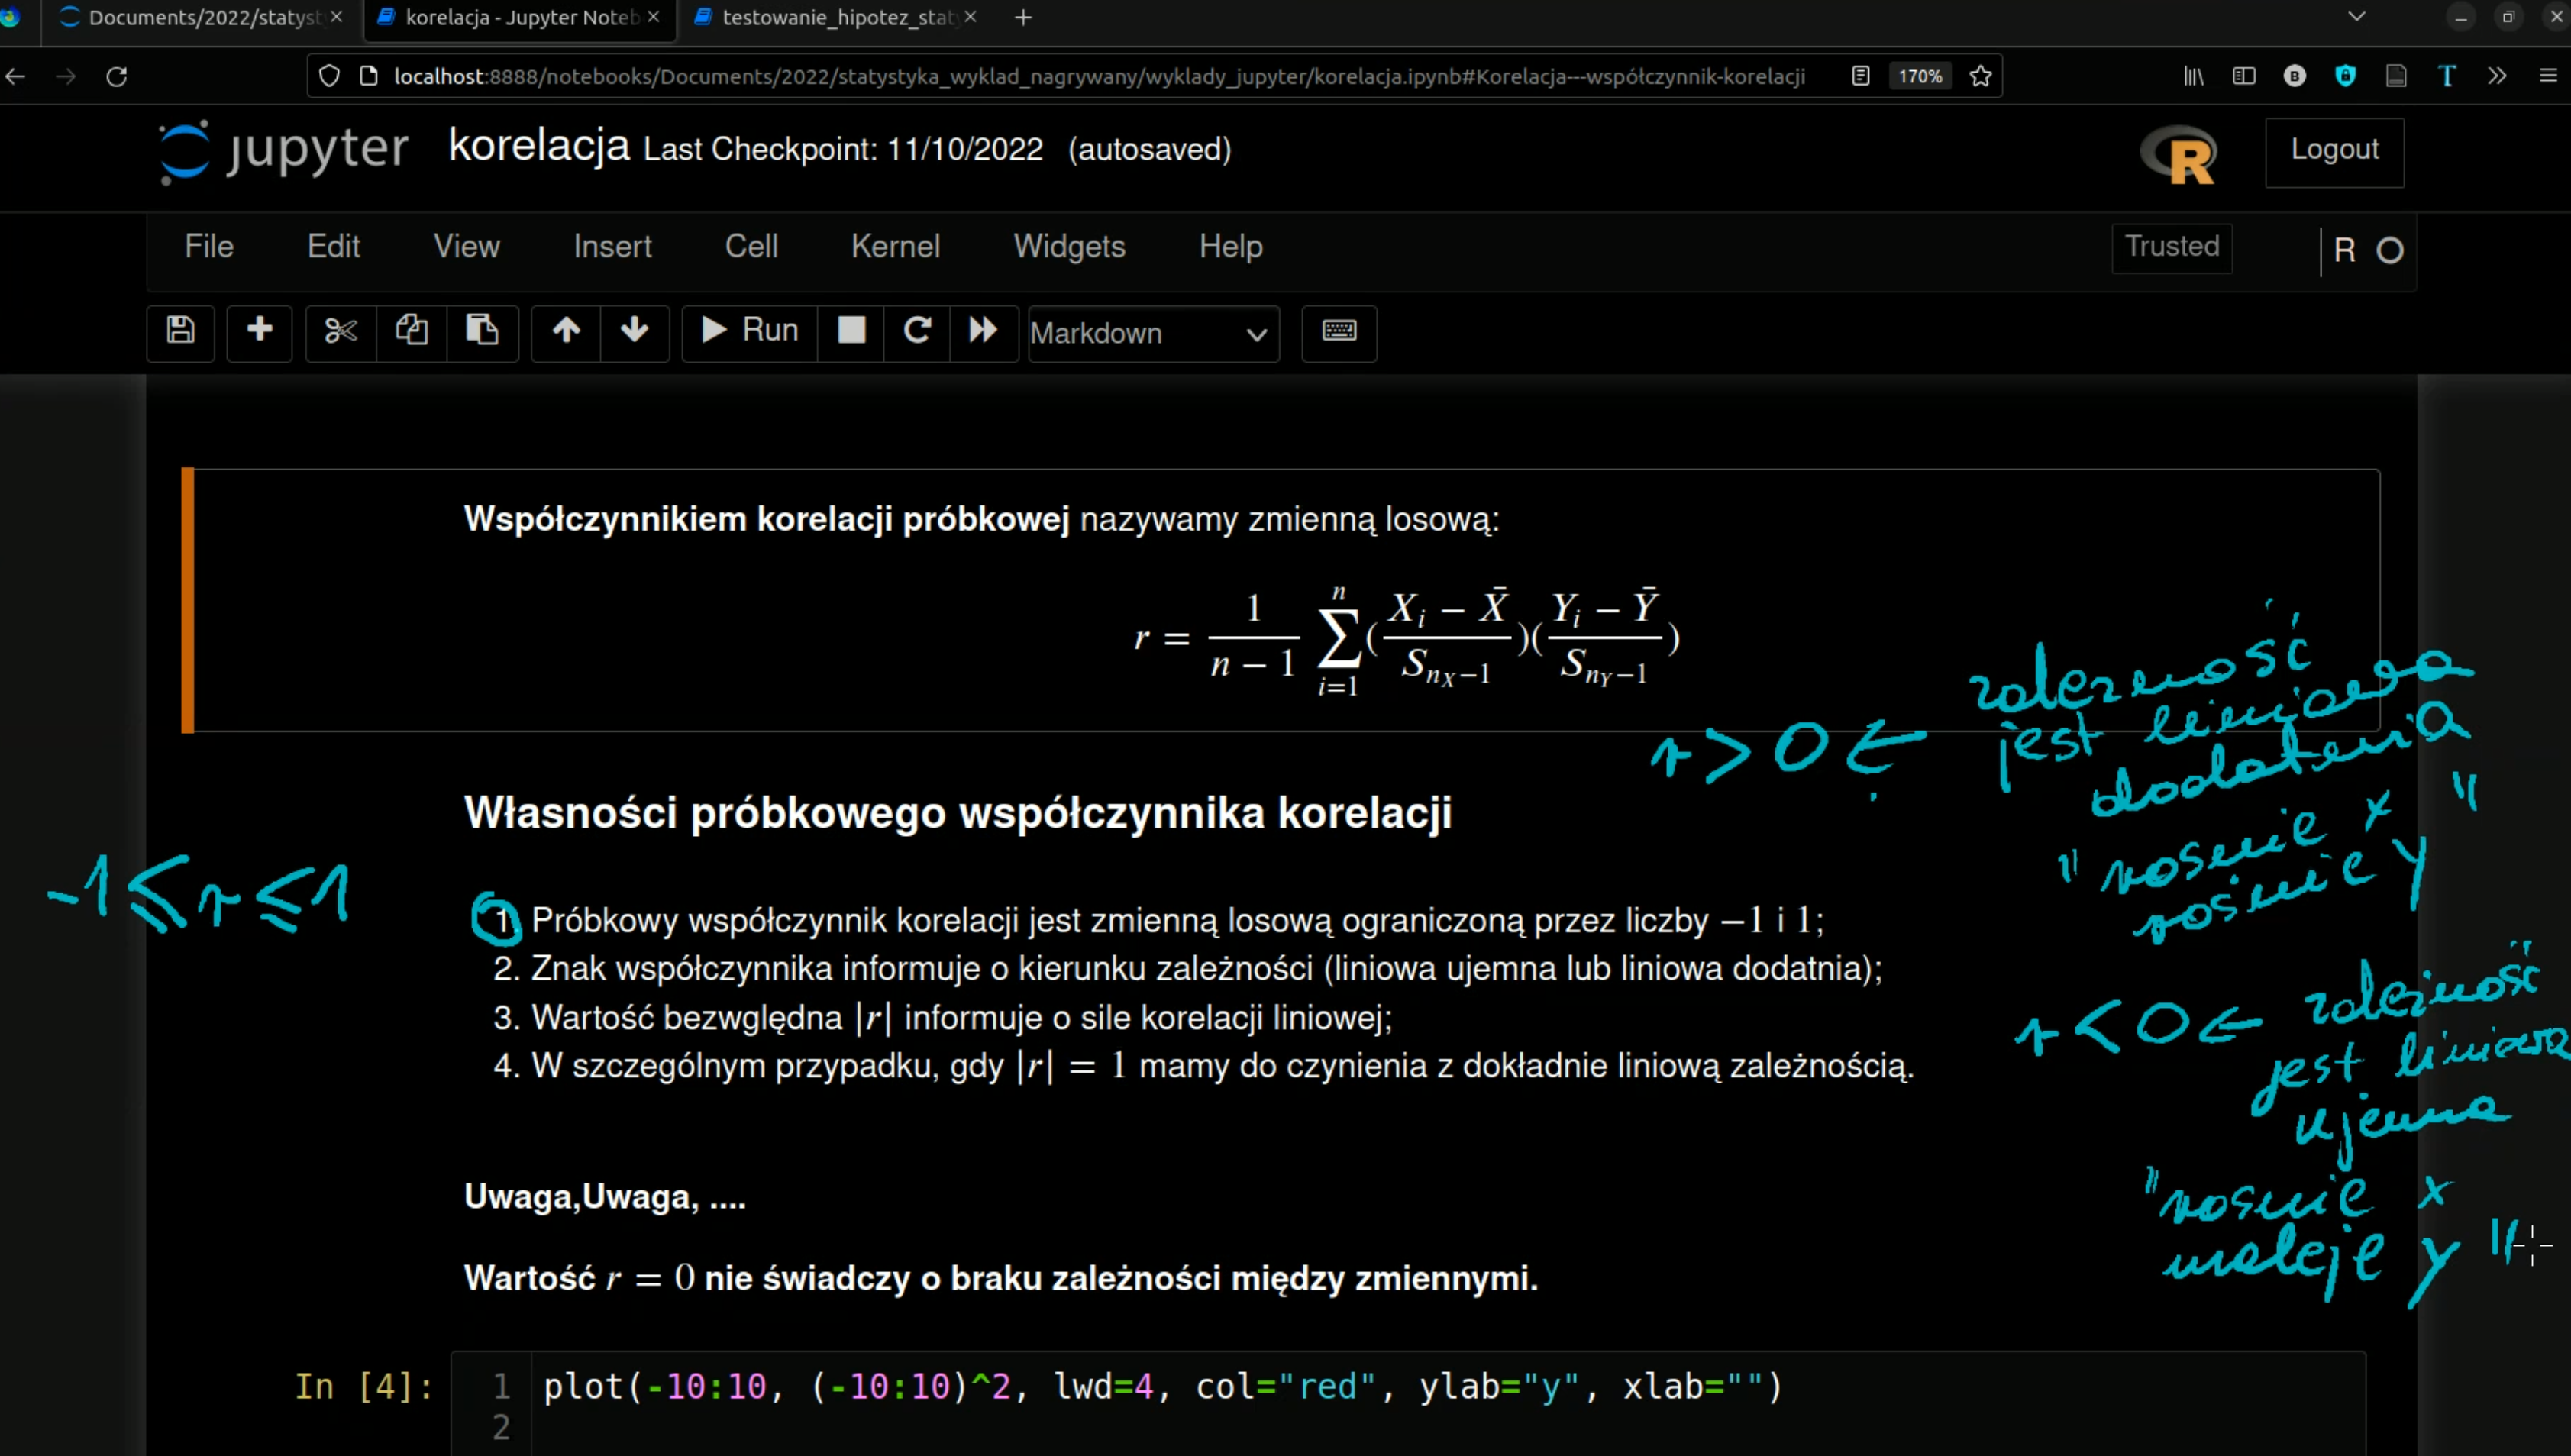 Documents/2022/statyst
korelacja - Jupyter Noteb
testowanie_hipotez_stat
localhost:8888/notebooks/Documents/2022/statystyka_wyklad_nagrywany/wyklady_jupyter/korelacja.ipynb#Korelacja---współczynnik-korelacji
170%
jupyter korelacja Last Checkpoint: 11/10/2022 (autosaved)
R
Logout
File Edit View Insert Cell Kernel Widgets Help
Trusted
R
Run
Markdown
Współczynnikiem korelacji próbkowej nazywamy zmienną losową:
r = \frac{1}{n − 1} \sum_{i=1}^{n} (\frac{X_i − \bar{X}}{S_{n_X−1}})(\frac{Y_i − \bar{Y}}{S_{n_Y−1}})
r > 0 ←
zależność
jest liniowa
dodatnia
"rośnie x
rośnie y"
Własności próbkowego współczynnika korelacji
-1 ≤ r ≤ 1
1. Próbkowy współczynnik korelacji jest zmienną losową ograniczoną przez liczby −1 i 1;
2. Znak współczynnika informuje o kierunku zależności (liniowa ujemna lub liniowa dodatnia);
3. Wartość bezwględna |r| informuje o sile korelacji liniowej;
4. W szczególnym przypadku, gdy |r| = 1 mamy do czynienia z dokładnie liniową zależnością.
r < 0 ← zależność
jest liniowa
ujemna
"rośnie x
maleje y"
Uwaga,Uwaga, ....
Wartość r = 0 nie świadczy o braku zależności między zmiennymi.
In [4]:
1 plot(-10:10, (-10:10)^2, lwd=4, col="red", ylab="y", xlab="")
2